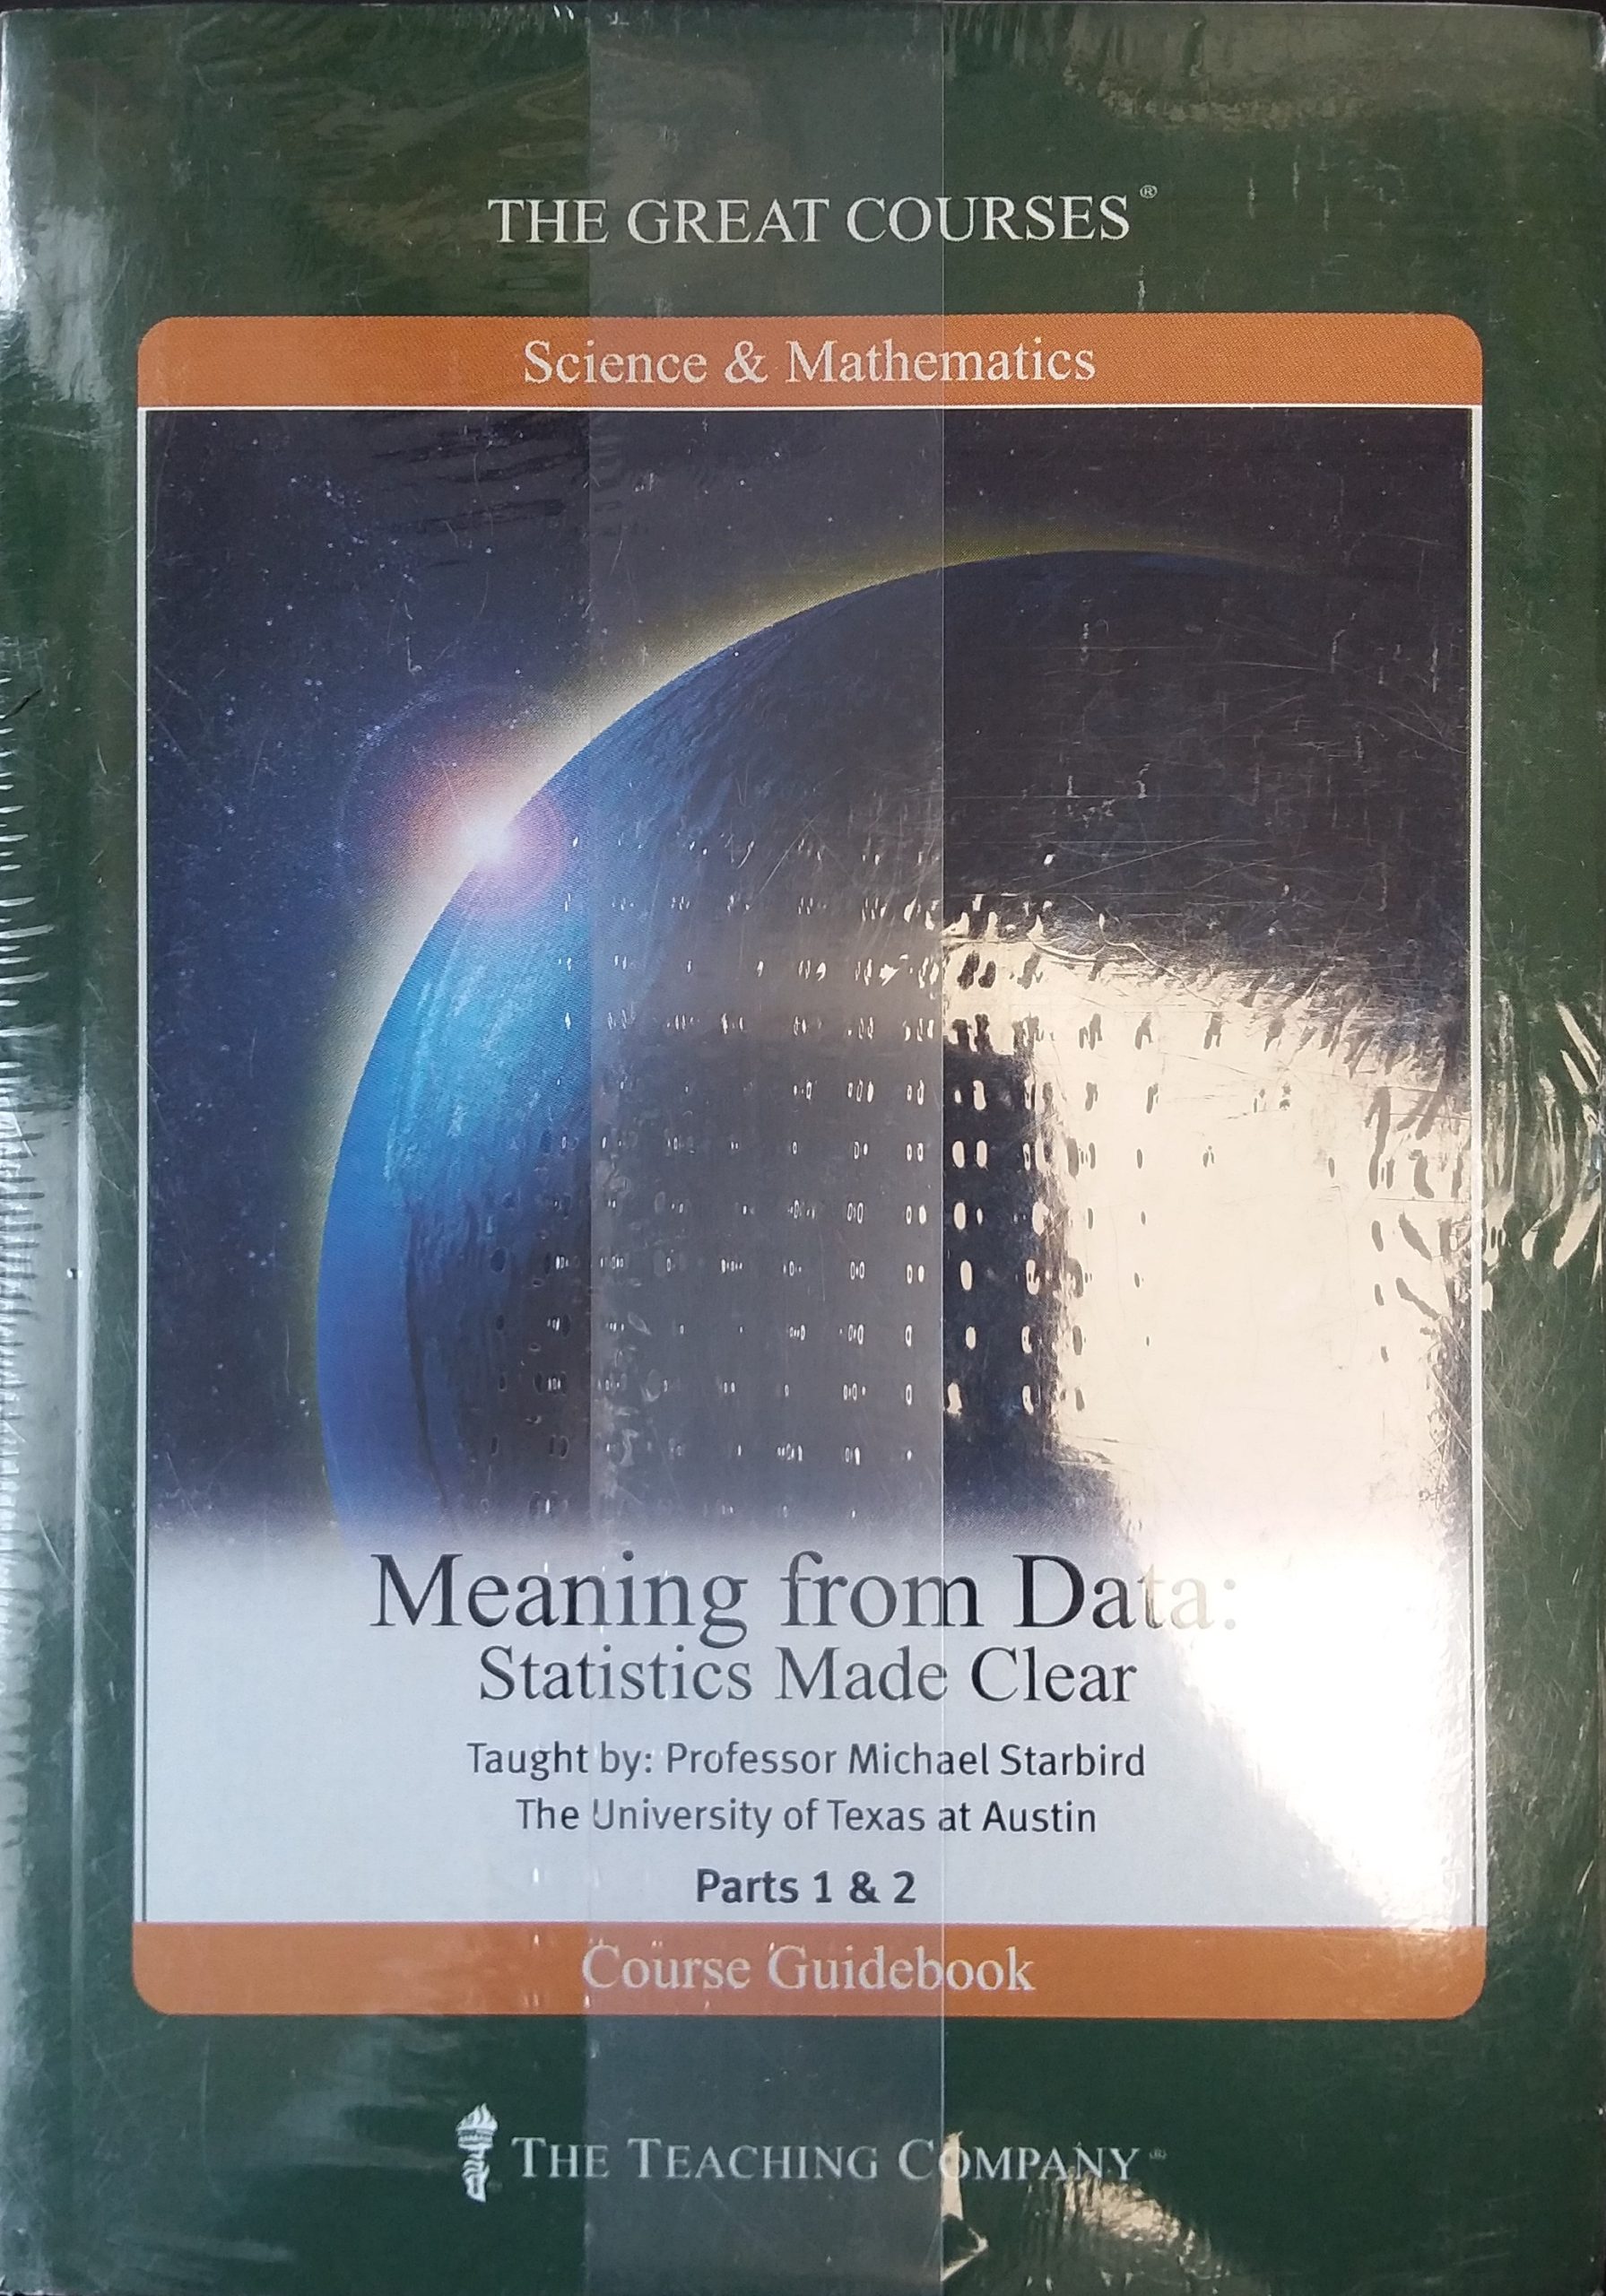 THE GREAT COURSES®
Science & Mathematics
Meaning from Data:
Statistics Made Clear
Taught by: Professor Michael Starbird
The University of Texas at Austin
Parts 1 & 2
Course Guidebook
THE TEACHING COMPANY®